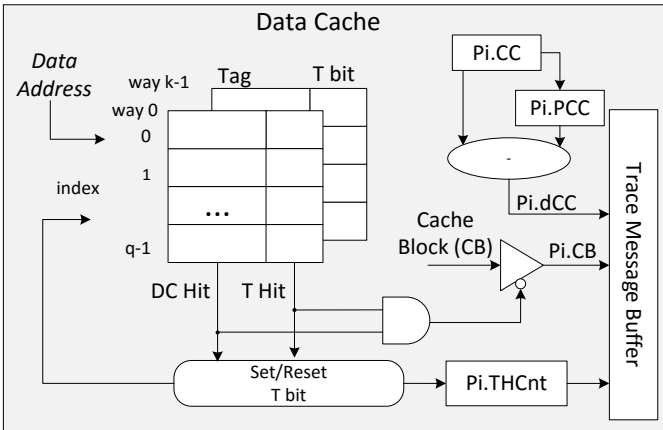 Data Cache
Data
Address
way k-1
Tag
T bit
way 0
0
1
...
q-1
index
DC Hit
T Hit
Set/Reset
T bit
Pi.CC
Pi.PCC
-
Pi.dCC
Cache
Block (CB)
Pi.CB
Pi.THCnt
Trace Message Buffer